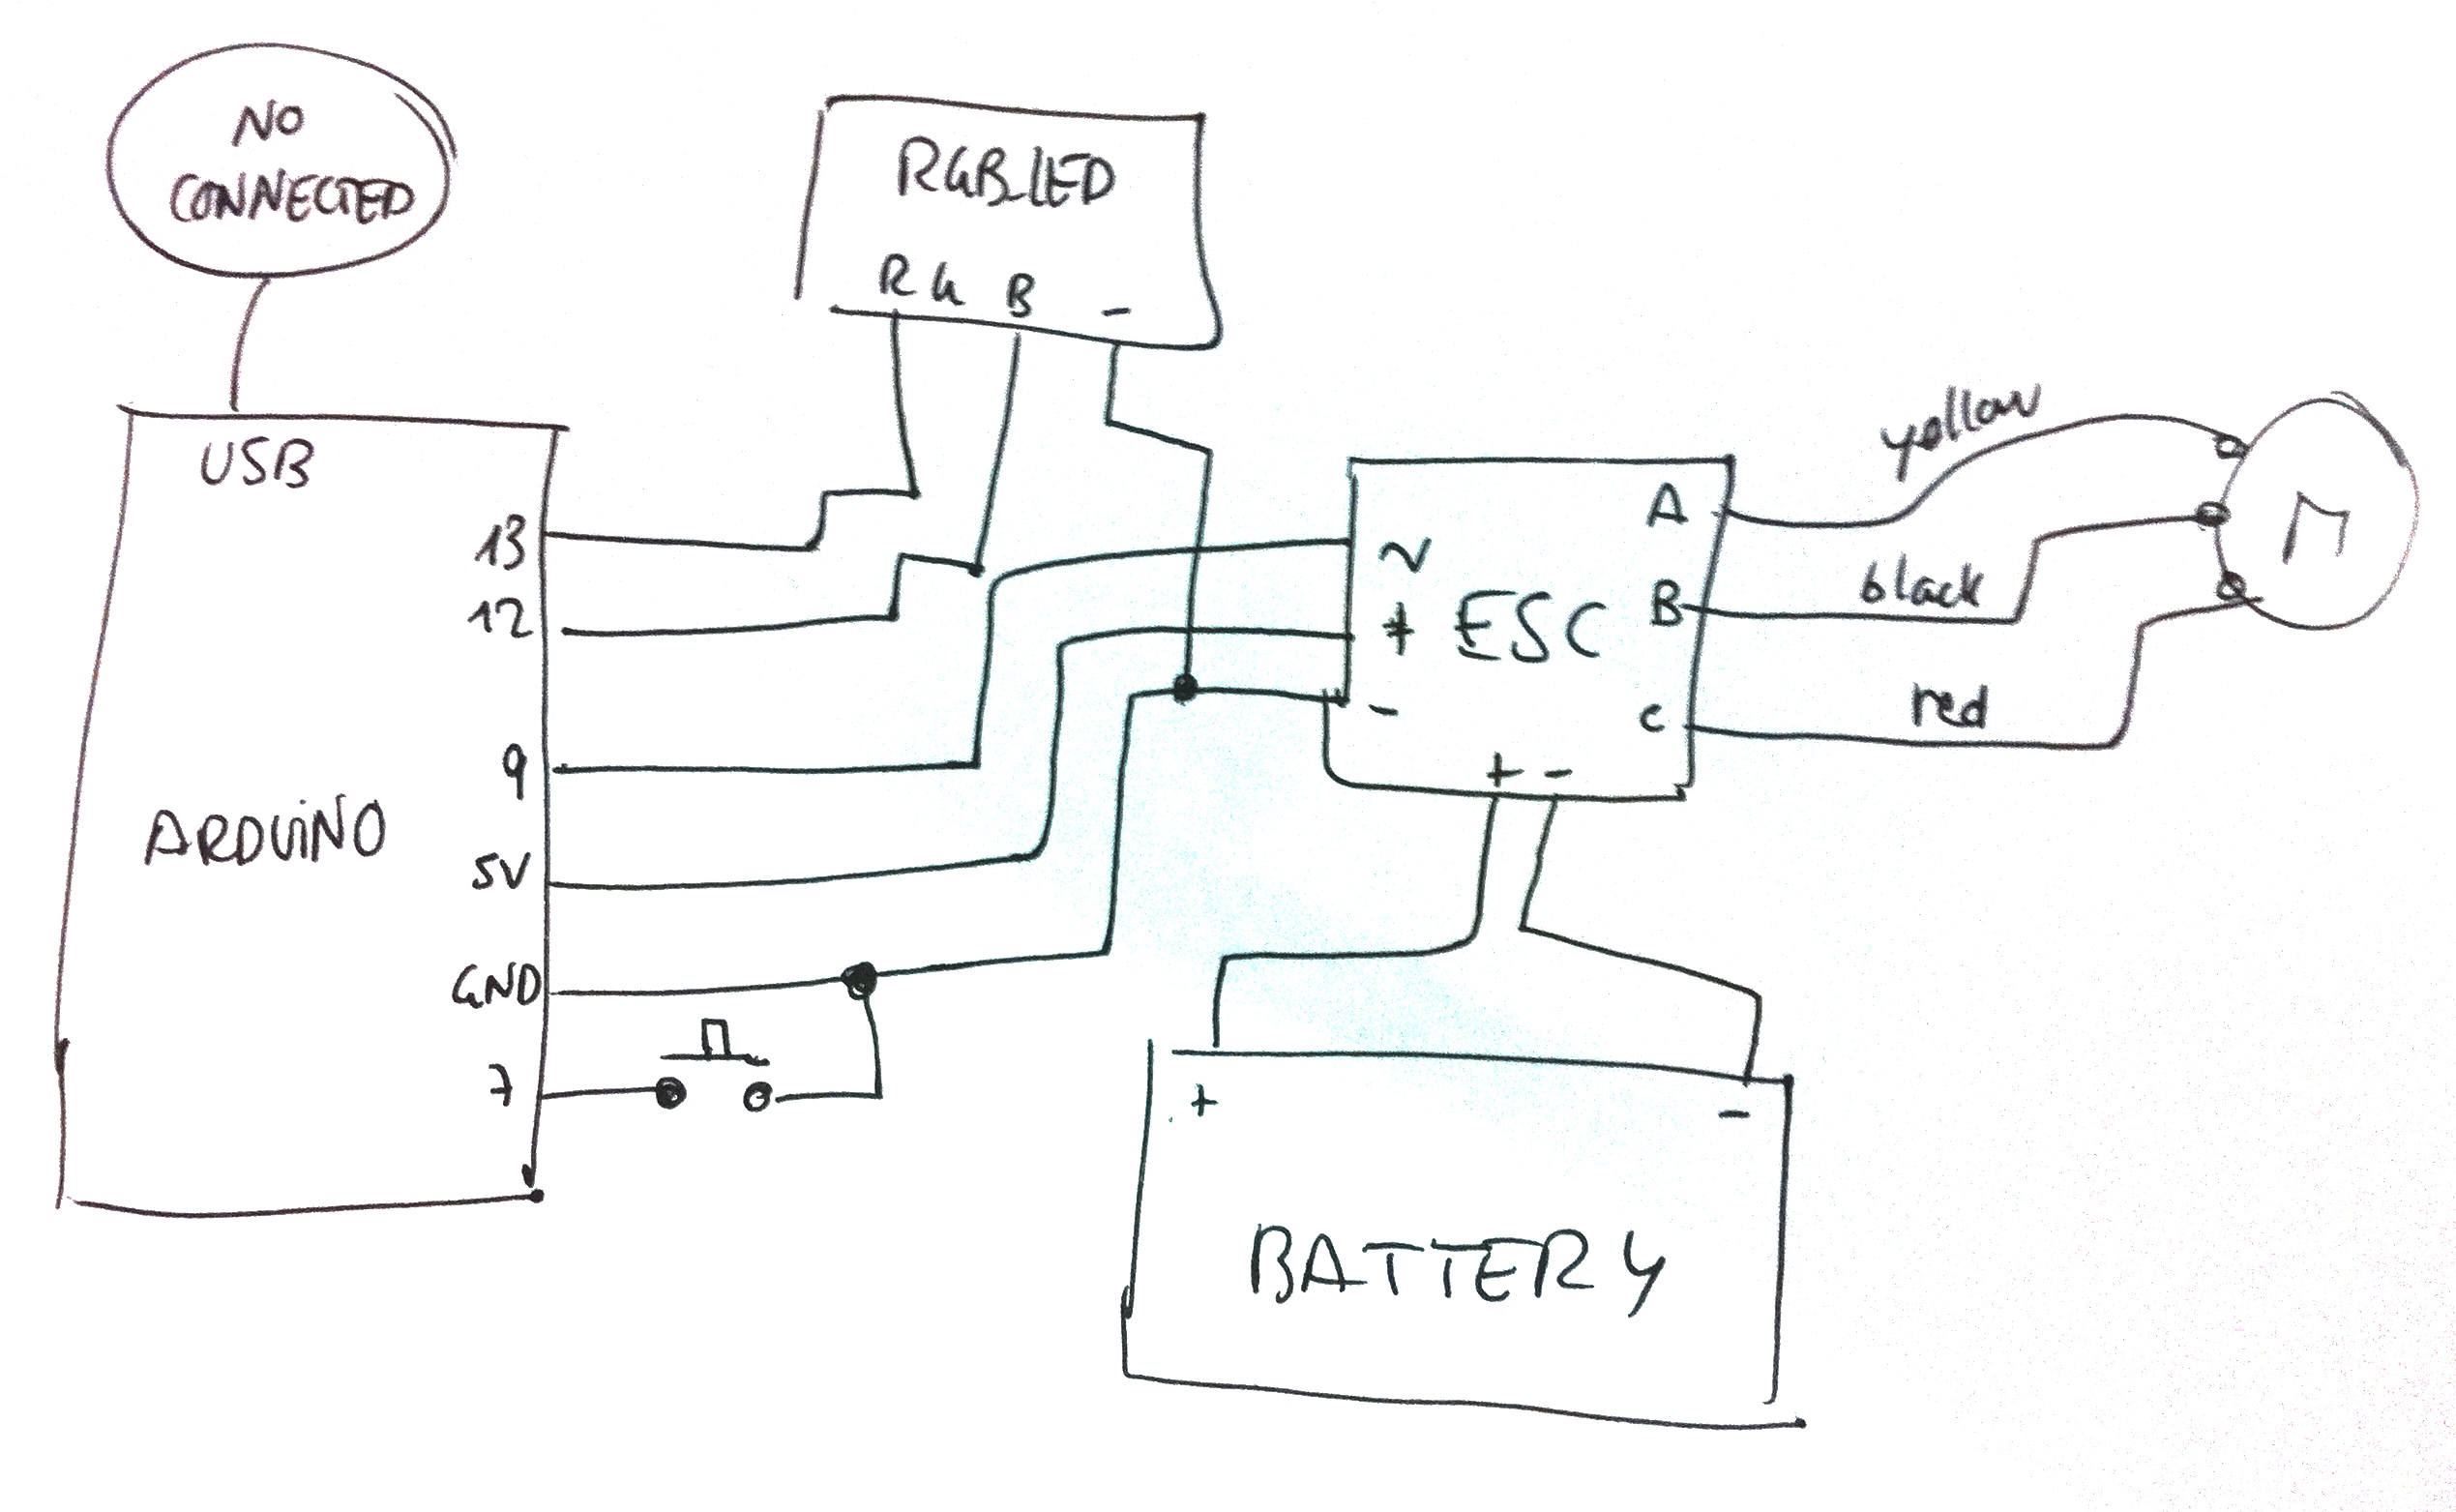 NO
CONNECTED
USB
ARDUINO
13
12
9
5V
GND
7
RGB LED
R G B -
+
-
ESC
+ -
A
B
C
yellow
black
red
M
+ -
BATTERY